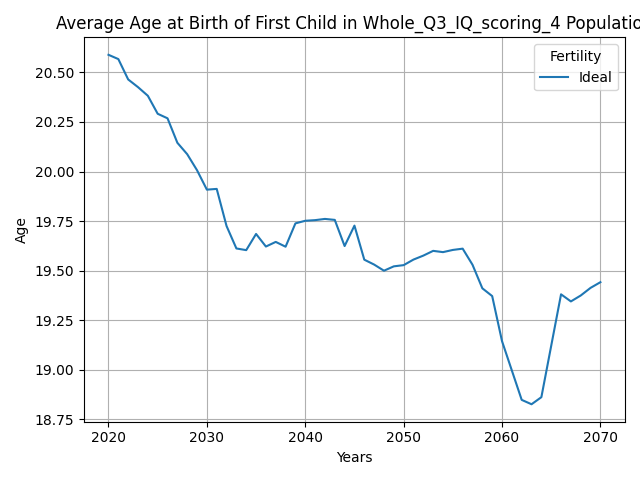 Average Age at Birth of First Child in Whole_Q3_IQ_scoring_4 Populatio
Fertility
Ideal
20.50
20.25
20.00
19.75
19.50
19.25
19.00
18.75
Age
2020 2030 2040 2050 2060 2070
Years